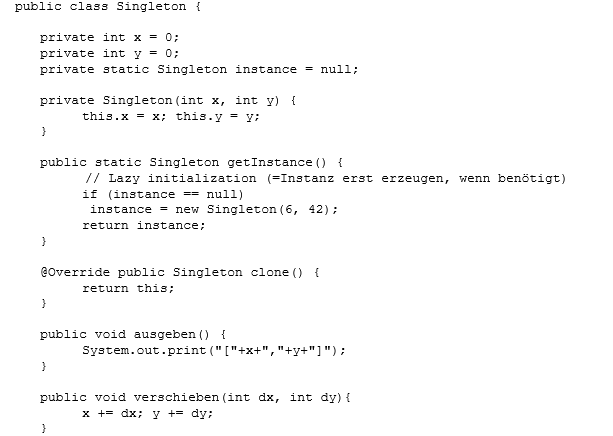 public class Singleton {
private int x = 0;
private int y = 0;
private static Singleton instance = null;
private Singleton(int x, int y) {
this.x = x; this.y = y;
}
public static Singleton getInstance() {
// Lazy initialization (=Instanz erst erzeugen, wenn benötigt)
if (instance == null)
instance = new Singleton(6, 42);
return instance;
}
@Override public Singleton clone() {
return this;
}
public void ausgeben() {
System.out.print("["+x+","+y+"]");
}
public void verschieben(int dx, int dy){
x += dx; y += dy;
}